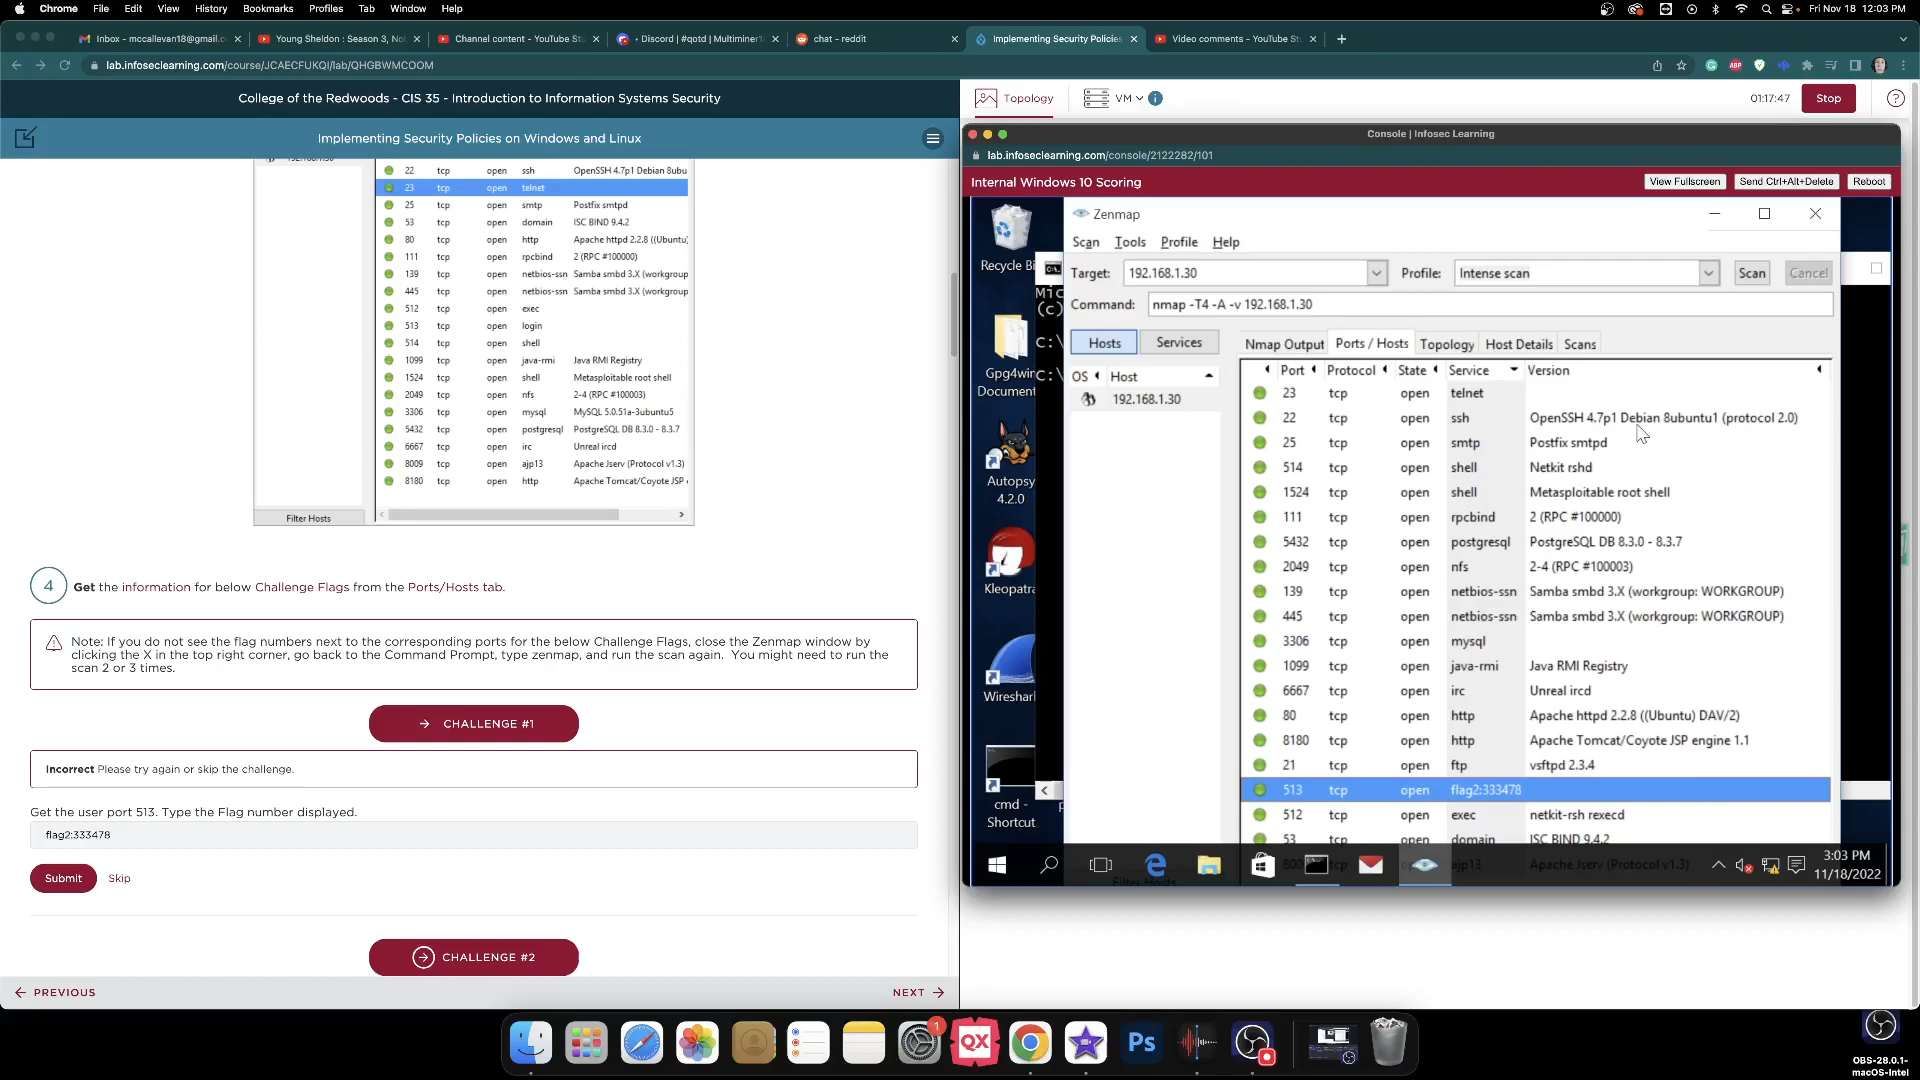 Chrome File Edit View History Bookmarks Profiles Tab Window Help
Fri Nov 18 12:03 PM
Inbox - mccallevan18@gmail.c
Young Sheldon : Season 3, No
Channel content - YouTube St
• Discord | #qotd | Multiminer1
chat - reddit
Implementing Security Policies
Video comments - YouTube St
lab.infoseclearning.com/course/JCAECFUKQI/lab/QHGBWMCOOM
College of the Redwoods - CIS 35 - Introduction to Information Systems Security
Implementing Security Policies on Windows and Linux
192.168.1.30
22 tcp open ssh OpenSSH 4.7p1 Debian 8ubu
23 tcp open telnet
25 tcp open smtp Postfix smtpd
53 tcp open domain ISC BIND 9.4.2
80 tcp open http Apache httpd 2.2.8 ((Ubuntu)
111 tcp open rpcbind 2 (RPC #100000)
139 tcp open netbios-ssn Samba smbd 3.X (workgroup
445 tcp open netbios-ssn Samba smbd 3.X (workgroup
512 tcp open exec
513 tcp open login
514 tcp open shell
1099 tcp open java-rmi Java RMI Registry
1524 tcp open shell Metasploitable root shell
2049 tcp open nfs 2-4 (RPC #100003)
3306 tcp open mysql MySQL 5.0.51a-3ubuntu5
5432 tcp open postgresql PostgreSQL DB 8.3.0 - 8.3.7
6667 tcp open irc Unreal ircd
8009 tcp open ajp13 Apache Jserv (Protocol v1.3)
8180 tcp open http Apache Tomcat/Coyote JSP
Filter Hosts
4 Get the information for below Challenge Flags from the Ports/Hosts tab.
Note: If you do not see the flag numbers next to the corresponding ports for the below Challenge Flags, close the Zenmap window by
clicking the X in the top right corner, go back to the Command Prompt, type zenmap, and run the scan again. You might need to run the
scan 2 or 3 times.
CHALLENGE #1
Incorrect Please try again or skip the challenge.
Get the user port 513. Type the Flag number displayed.
flag2:333478
Submit Skip
CHALLENGE #2
PREVIOUS
NEXT
Topology VM
01:17:47 Stop
Console | Infosec Learning
lab.infoseclearning.com/console/2122282/101
Internal Windows 10 Scoring
View Fullscreen Send Ctrl+Alt+Delete Reboot
Recycle Bi
Gpg4win
Documen
Autopsy
4.2.0
Kleopatra
Wireshark
cmd -
Shortcut
Mic
(c)
C:\
C:\
Zenmap
Scan Tools Profile Help
Target: 192.168.1.30 Profile: Intense scan Scan Cancel
Command: nmap -T4 -A -v 192.168.1.30
Hosts Services
Nmap Output Ports / Hosts Topology Host Details Scans
OS Host
192.168.1.30
Port Protocol State Service Version
23 tcp open telnet
22 tcp open ssh OpenSSH 4.7p1 Debian 8ubuntu1 (protocol 2.0)
25 tcp open smtp Postfix smtpd
514 tcp open shell Netkit rshd
1524 tcp open shell Metasploitable root shell
111 tcp open rpcbind 2 (RPC #100000)
5432 tcp open postgresql PostgreSQL DB 8.3.0 - 8.3.7
2049 tcp open nfs 2-4 (RPC #100003)
139 tcp open netbios-ssn Samba smbd 3.X (workgroup: WORKGROUP)
445 tcp open netbios-ssn Samba smbd 3.X (workgroup: WORKGROUP)
3306 tcp open mysql
1099 tcp open java-rmi Java RMI Registry
6667 tcp open irc Unreal ircd
80 tcp open http Apache httpd 2.2.8 ((Ubuntu) DAV/2)
8180 tcp open http Apache Tomcat/Coyote JSP engine 1.1
21 tcp open ftp vsftpd 2.3.4
513 tcp open flag2:333478
512 tcp open exec netkit-rsh rexecd
53 tcp open domain ISC BIND 9.4.2
ajp13 Apache Jserv (Protocol v1.3)
Filter Hosts
3:03 PM
11/18/2022
1
QX
Ps
OBS-28.0.1-
macOS-Intel